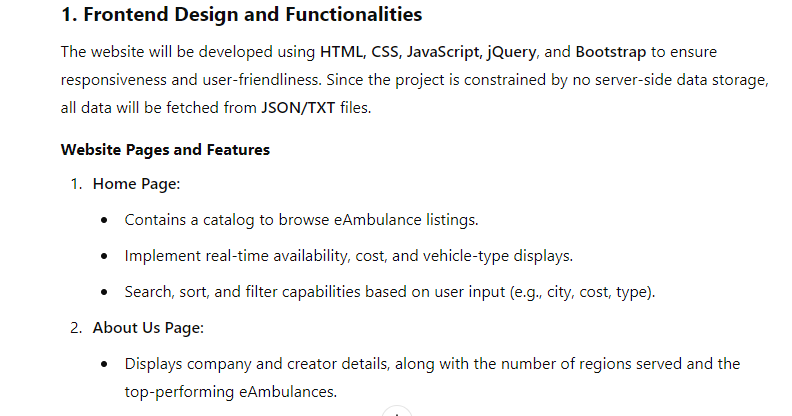 1. Frontend Design and Functionalities
The website will be developed using HTML, CSS, JavaScript, jQuery, and Bootstrap to ensure
responsiveness and user-friendliness. Since the project is constrained by no server-side data storage,
all data will be fetched from JSON/TXT files.
Website Pages and Features
1. Home Page:
• Contains a catalog to browse eAmbulance listings.
• Implement real-time availability, cost, and vehicle-type displays.
• Search, sort, and filter capabilities based on user input (e.g., city, cost, type).
2. About Us Page:
• Displays company and creator details, along with the number of regions served and the
top-performing eAmbulances.